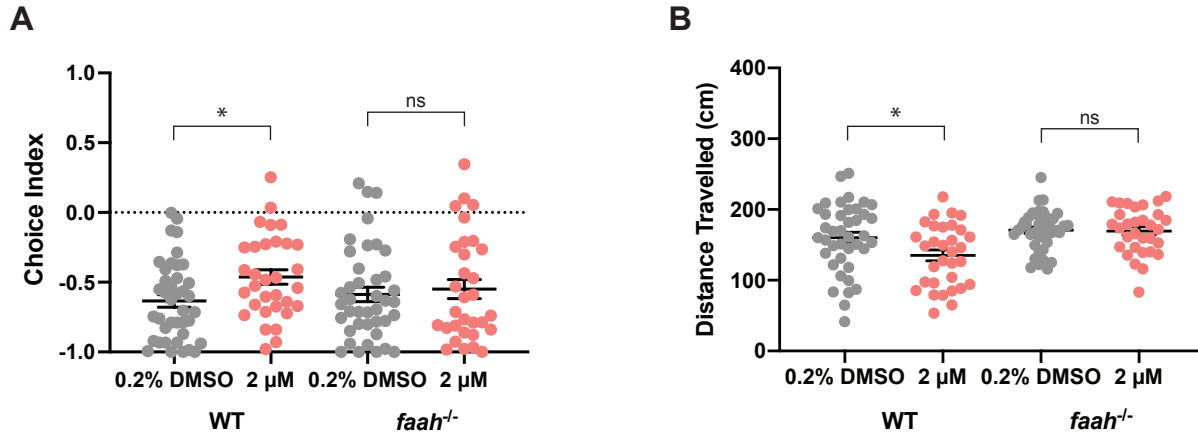 A
Choice Index
1.0
0.5
0.0
-0.5
-1.0
*
ns
0.2% DMSO 2 µM 0.2% DMSO 2 µM
WT faah-/-
B
Distance Travelled (cm)
400
300
200
100
0
*
ns
0.2% DMSO 2 µM 0.2% DMSO 2 µM
WT faah-/-